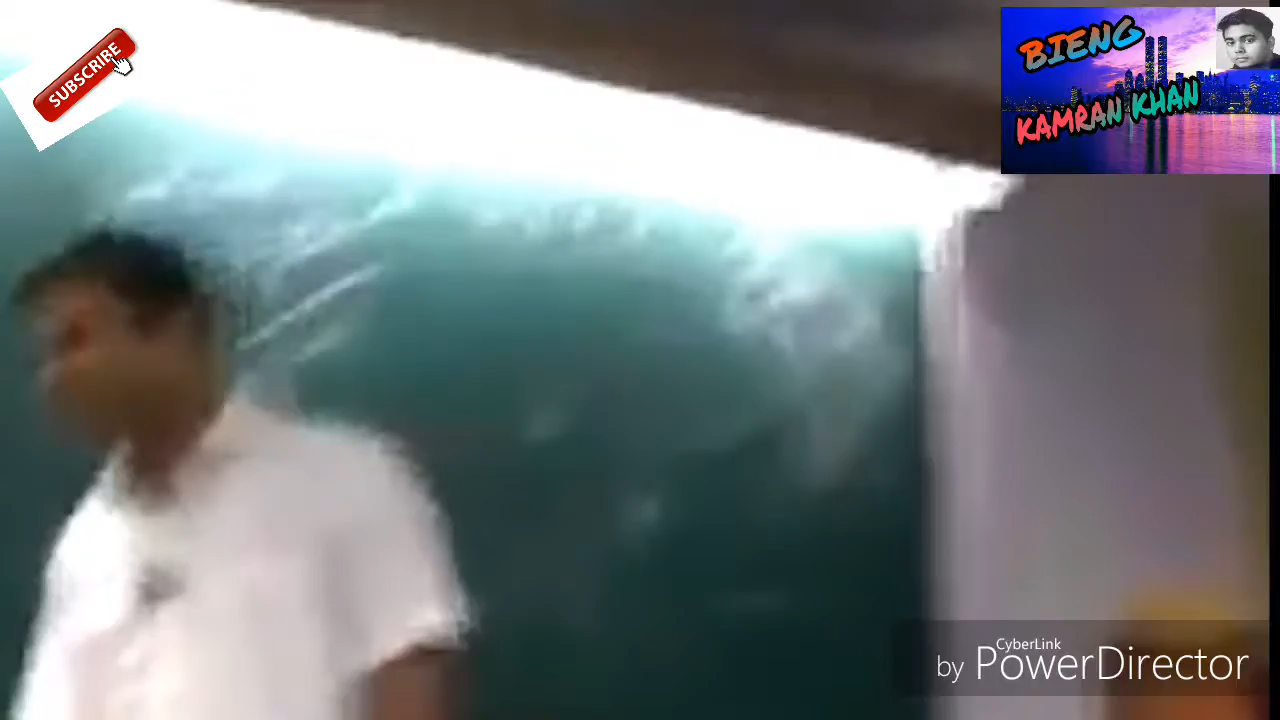 SUBSCRIBE
BIENG
KAMRAN KHAN
CyberLink
by PowerDirector